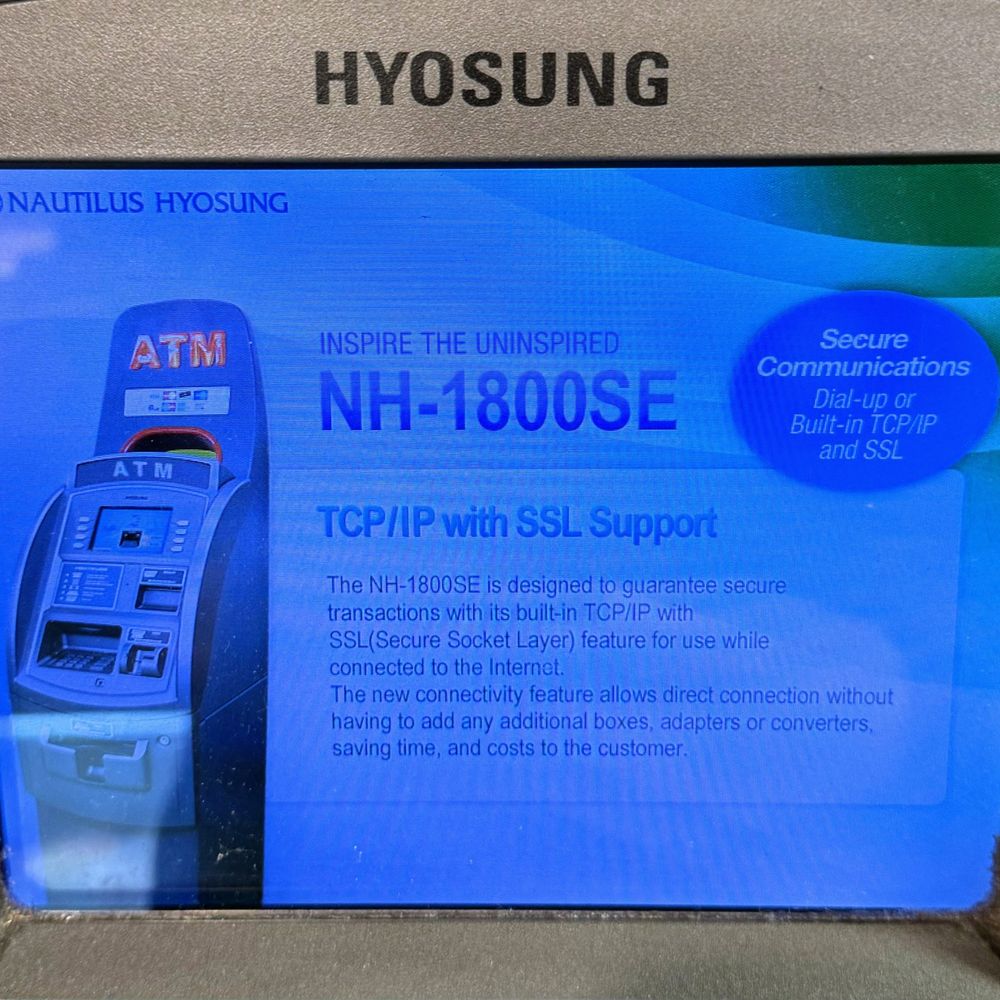 HYOSUNG
NAUTILUS HYOSUNG
ATM
ATM
INSPIRE THE UNINSPIRED
NH-1800SE
Secure
Communications
Dial-up or
Built-in TCP/IP
and SSL
TCP/IP with SSL Support
The NH-1800SE is designed to guarantee secure
transactions with its built-in TCP/IP with
SSL(Secure Socket Layer) feature for use while
connected to the Internet.
The new connectivity feature allows direct connection without
having to add any additional boxes, adapters or converters,
saving time, and costs to the customer.